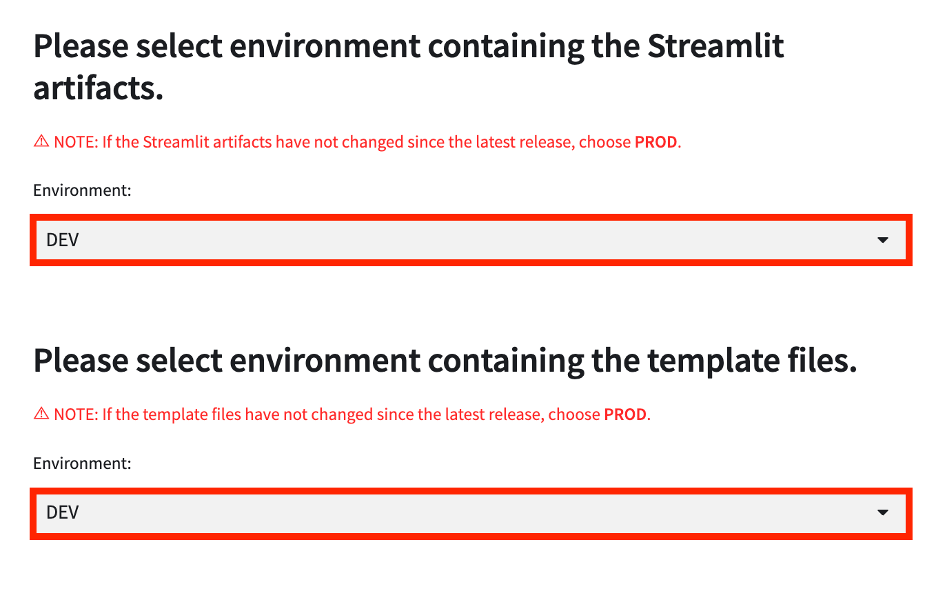 Please select environment containing the Streamlit
artifacts.
⚠ NOTE: If the Streamlit artifacts have not changed since the latest release, choose PROD.
Environment:
DEV
Please select environment containing the template files.
⚠ NOTE: If the template files have not changed since the latest release, choose PROD.
Environment:
DEV